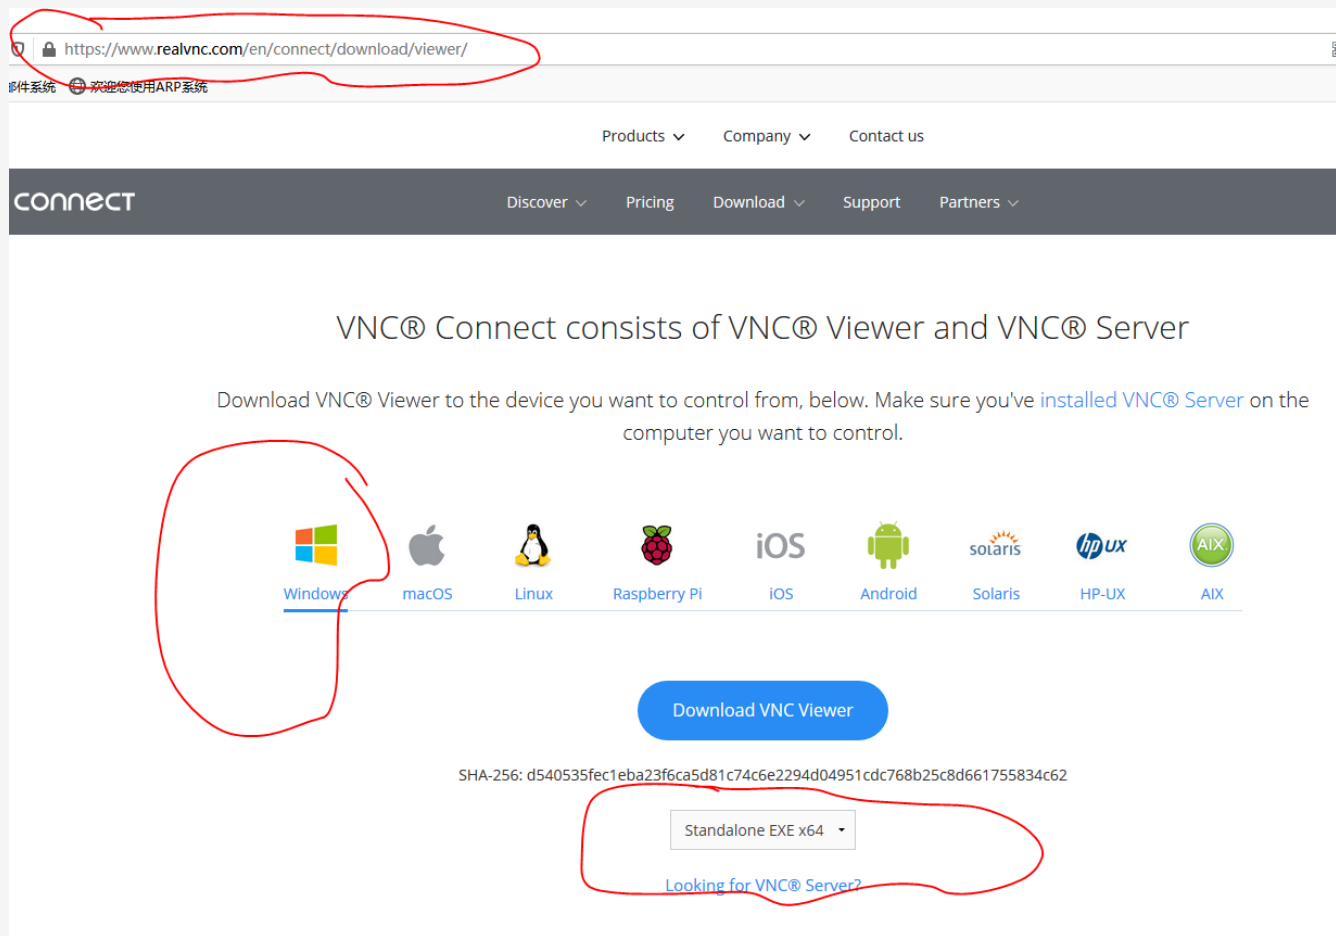 https://www.realvnc.com/en/connect/download/viewer/
件系统 欢迎您使用ARP系统
Products Company Contact us
connect Discover Pricing Download Support Partners
VNC® Connect consists of VNC® Viewer and VNC® Server
Download VNC® Viewer to the device you want to control from, below. Make sure you've installed VNC® Server on the
computer you want to control.
iOS solaris hp UX AIX
Windows macOS Linux Raspberry Pi iOS Android Solaris HP-UX AIX
Download VNC Viewer
SHA-256: d540535fec1eba23f6ca5d81c74c6e2294d04951cdc768b25c8d661755834c62
Standalone EXE x64
Looking for VNC® Server?